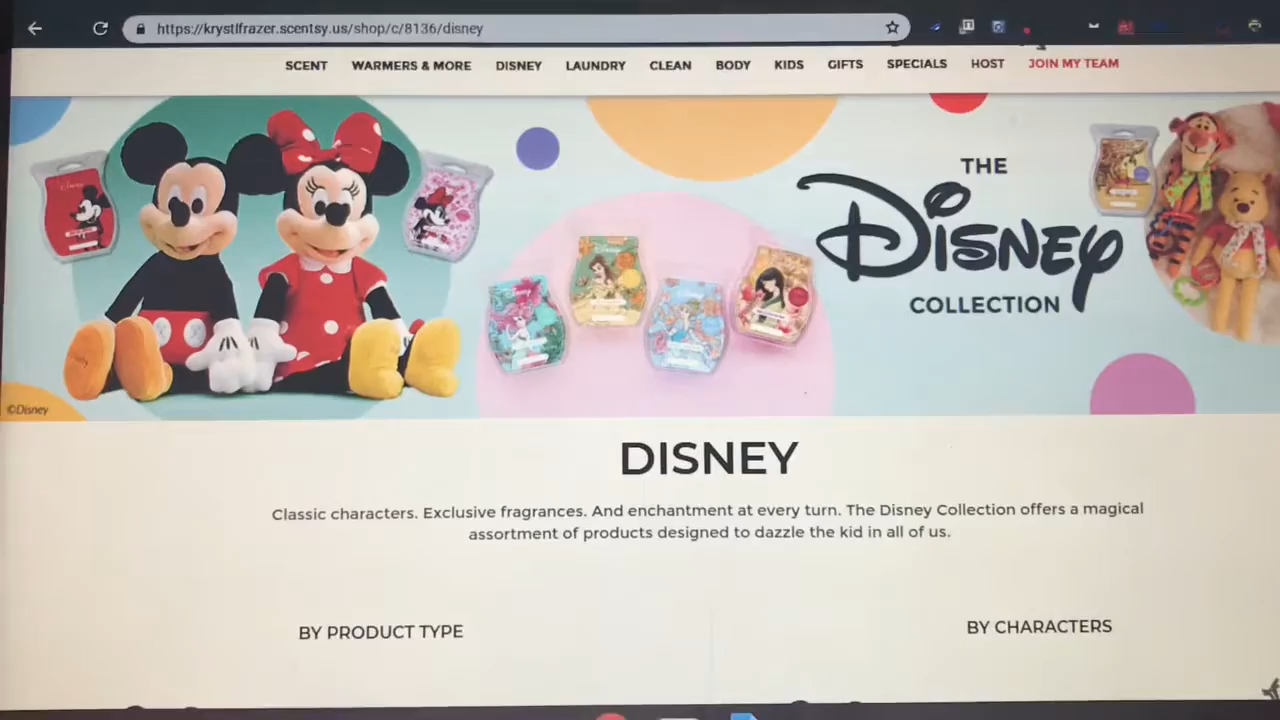 https://krystlfrazer.scentsy.us/shop/c/8136/disney
SCENT WARMERS & MORE DISNEY LAUNDRY CLEAN BODY KIDS GIFTS SPECIALS HOST JOIN MY TEAM
THE
Disney
COLLECTION
©Disney
DISNEY
Classic characters. Exclusive fragrances. And enchantment at every turn. The Disney Collection offers a magical
assortment of products designed to dazzle the kid in all of us.
BY PRODUCT TYPE
BY CHARACTERS